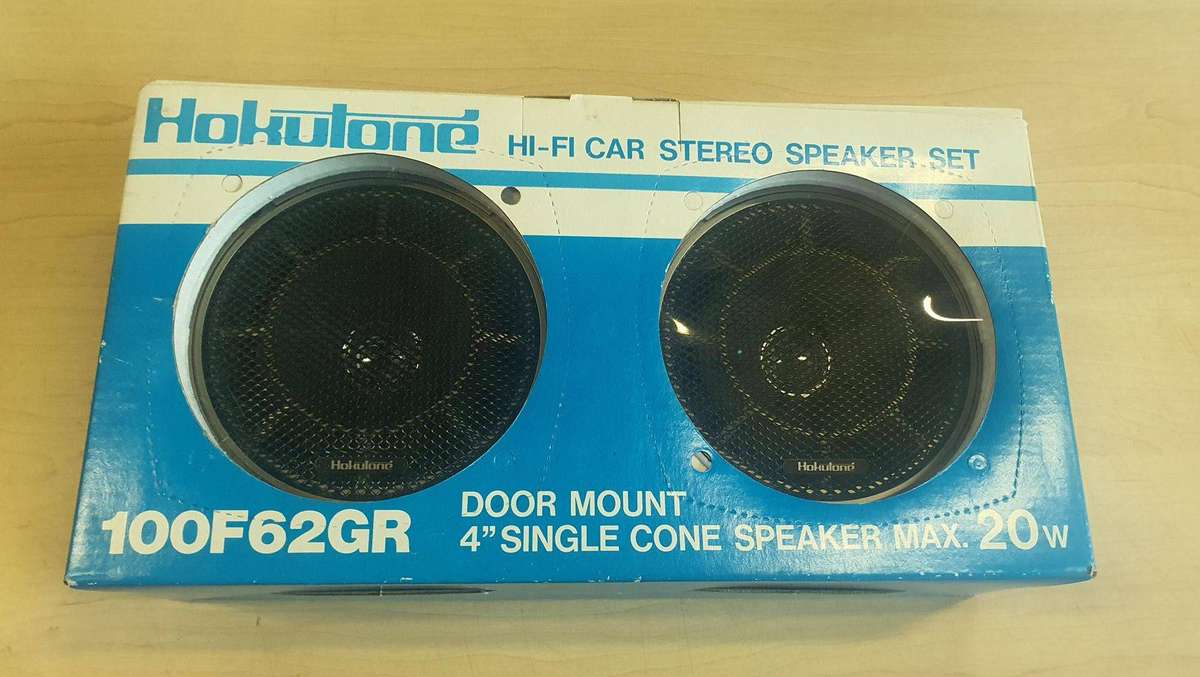 Hokutone
HI-FI CAR STEREO SPEAKER SET
Hokutone
Hokutone
100F62GR
DOOR MOUNT
4" SINGLE CONE SPEAKER MAX. 20W